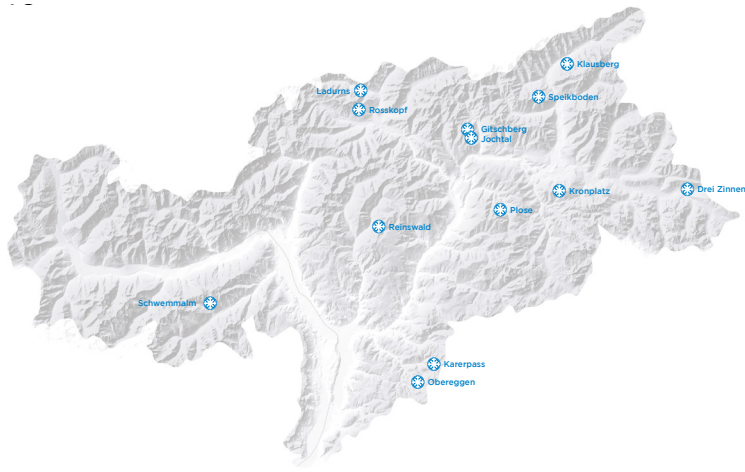 Klausberg
Ladurns
Speikboden
Rosskopf
Gitschberg
Jochtal
Kronplatz
Drei Zinnen
Plose
Reinswald
Schwemmalm
Karerpass
Obereggen